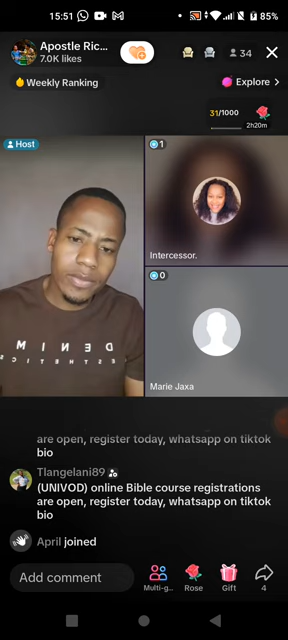 15:51
85%
Apostle Ric...
7.0K likes
34
Weekly Ranking
Explore
31/1000
2h20m
Host
1
Intercessor.
0
DENIM
ESTHETICS
Marie Jaxa
are open, register today, whatsapp on tiktok
bio
Tlangelani89
(UNIVOD) online Bible course registrations
are open, register today, whatsapp on tiktok
bio
April joined
Add comment
Multi-g...
Rose
Gift
4